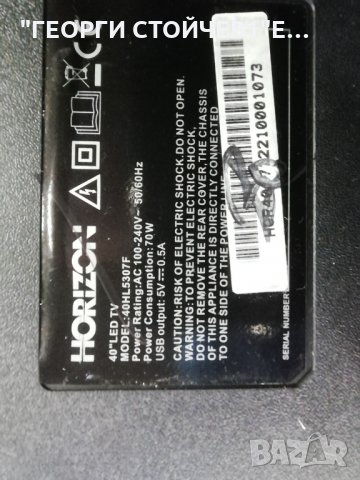 "ГЕОРГИ СТОЙЧЕВСКИ"...
HORIZON
40"LED TV
MODEL:40HL5307F
Power Rating:AC 100-240V~ 50/60Hz
Power Consumption:70W
USB output: 5V⎓0.5A
CAUTION:RISK OF ELECTRIC SHOCK.DO NOT OPEN.
WARNING:TO PREVENT ELECTRIC SHOCK,
DO NOT REMOVE THE REAR COVER,THE CHASSIS
OF THIS APPLIANCE IS DIRECTLY CONNECTED
TO ONE SIDE OF THE POWER
SERIAL NUMBER
2210001073
BAZAR